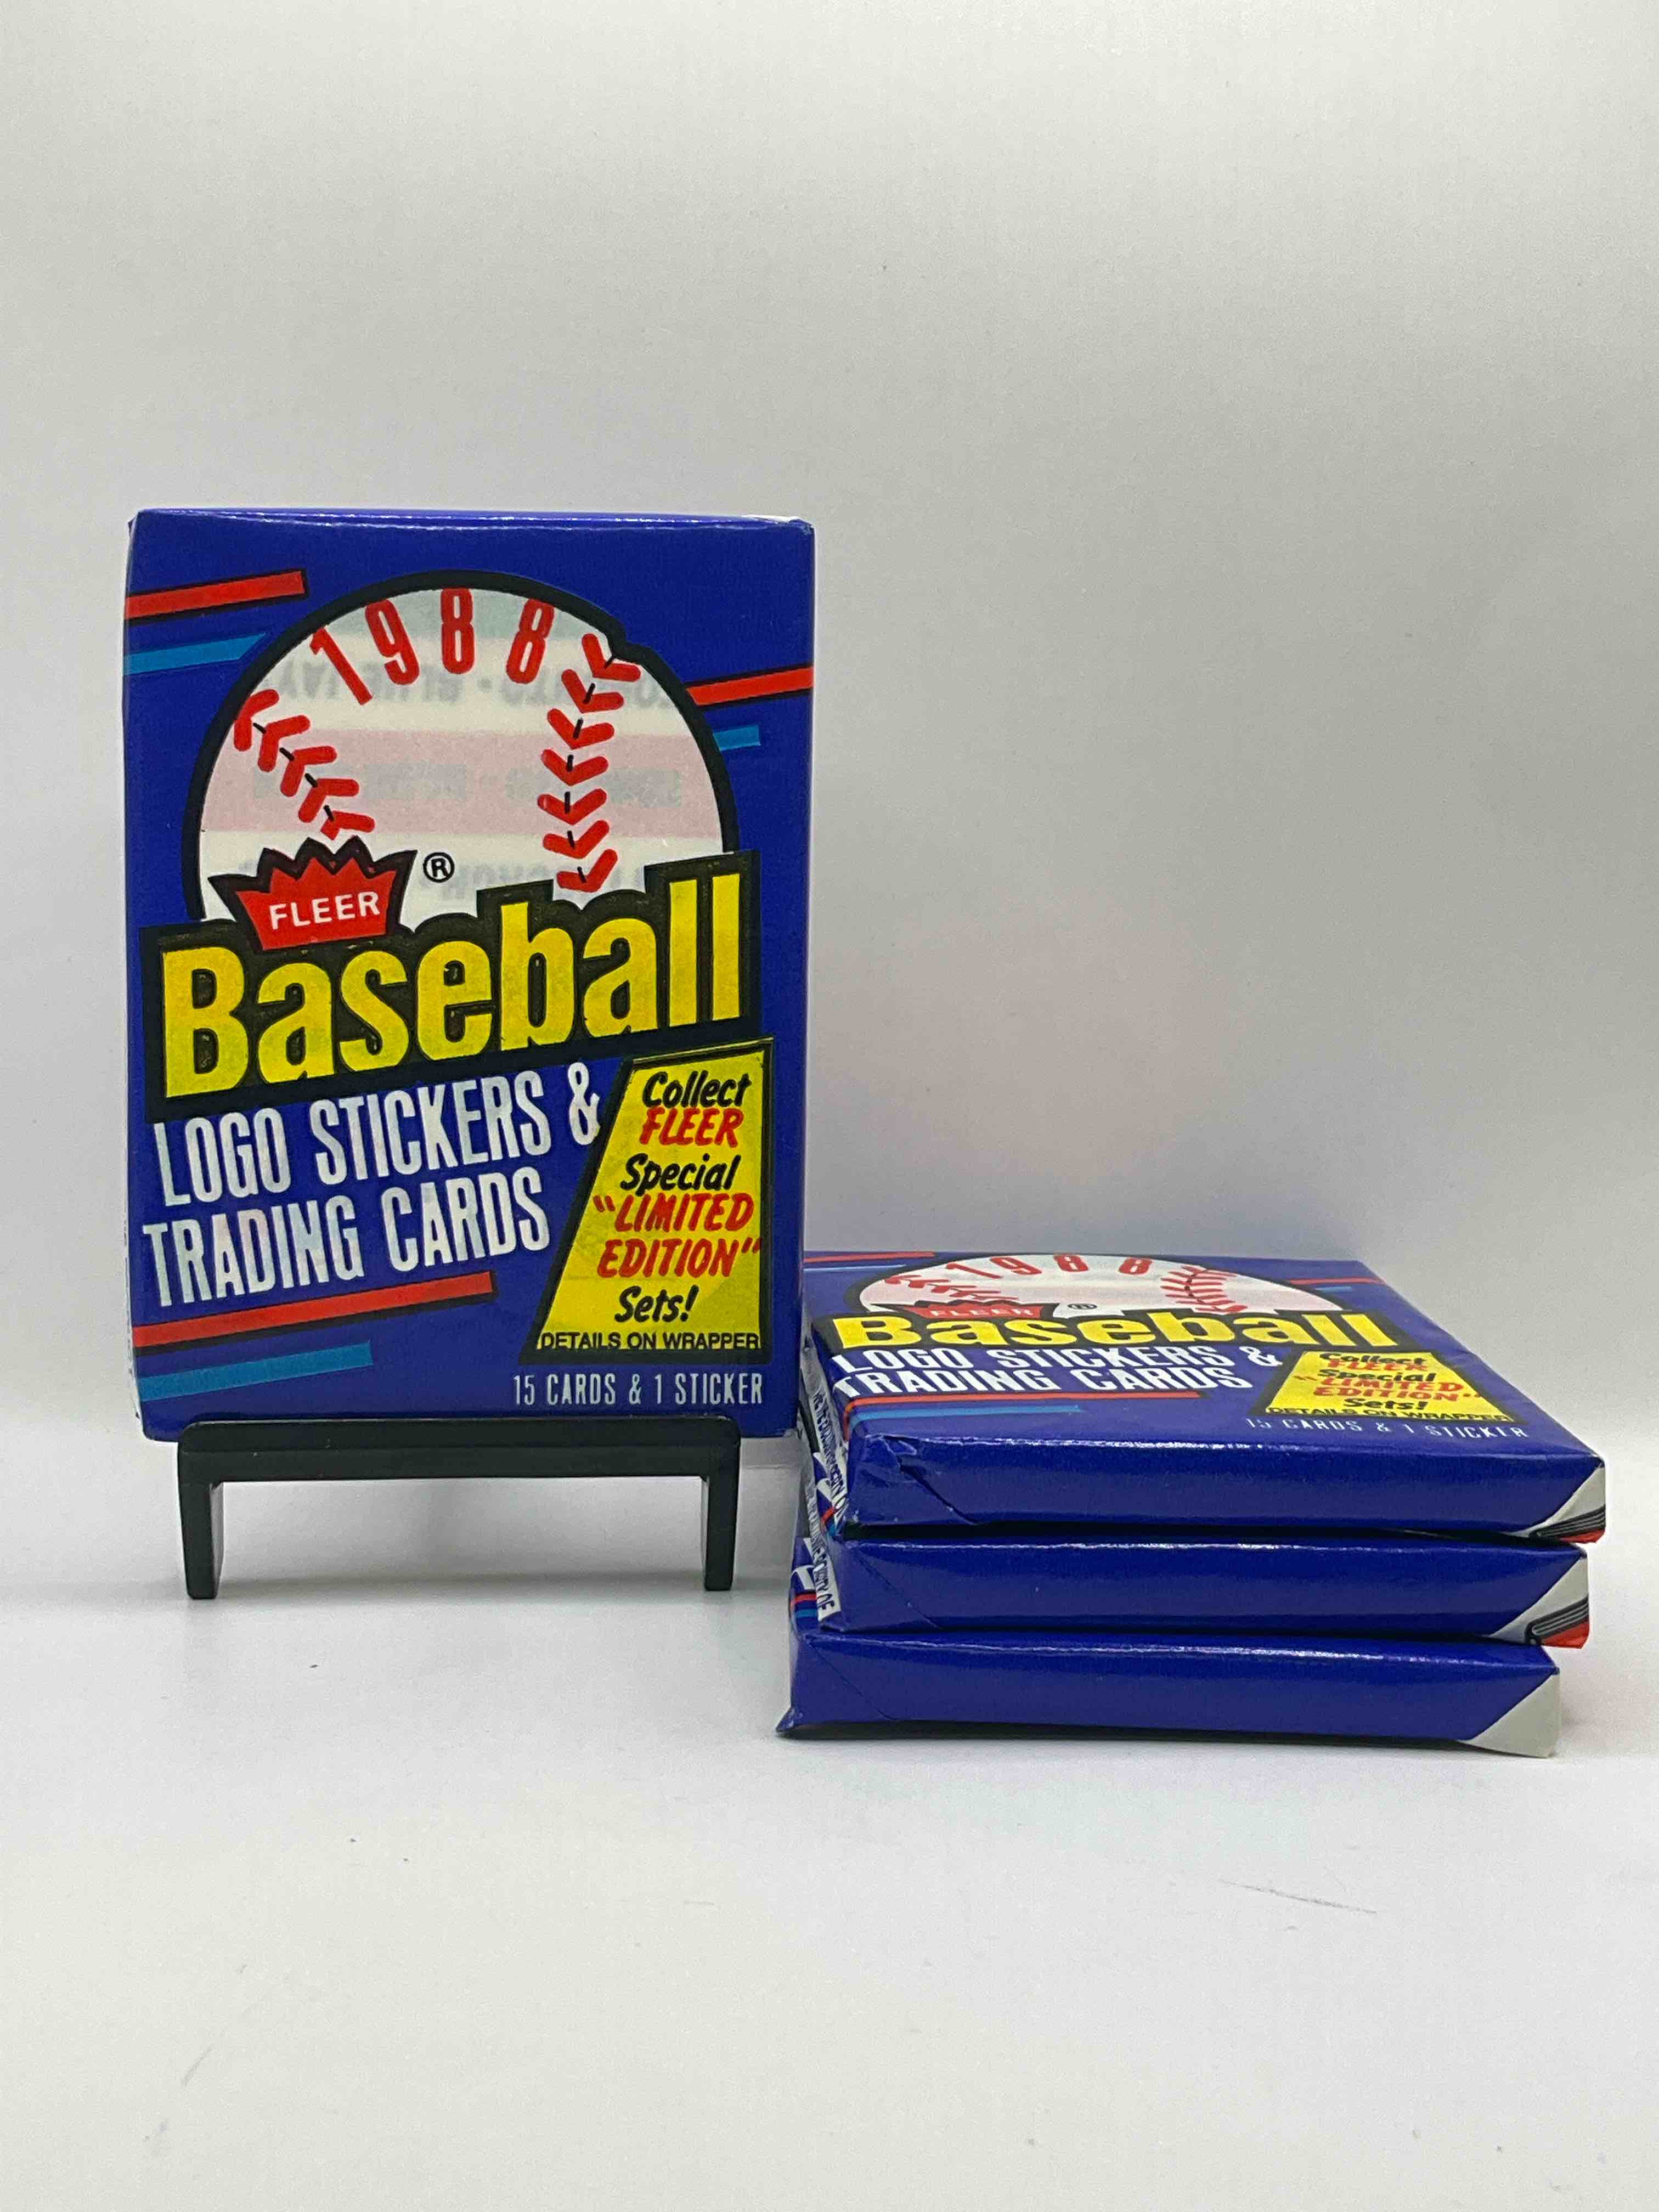 1988
FLEER ®
Baseball
LOGO STICKERS &
TRADING CARDS
Collect
FLEER
Special
"LIMITED
EDITION"
Sets!
DETAILS ON WRAPPER
15 CARDS & 1 STICKER
1988
FLEER ®
Baseball
LOGO STICKERS &
TRADING CARDS
Collect
FLEER
Special
"LIMITED
EDITION"
Sets!
DETAILS ON WRAPPER
15 CARDS & 1 STICKER